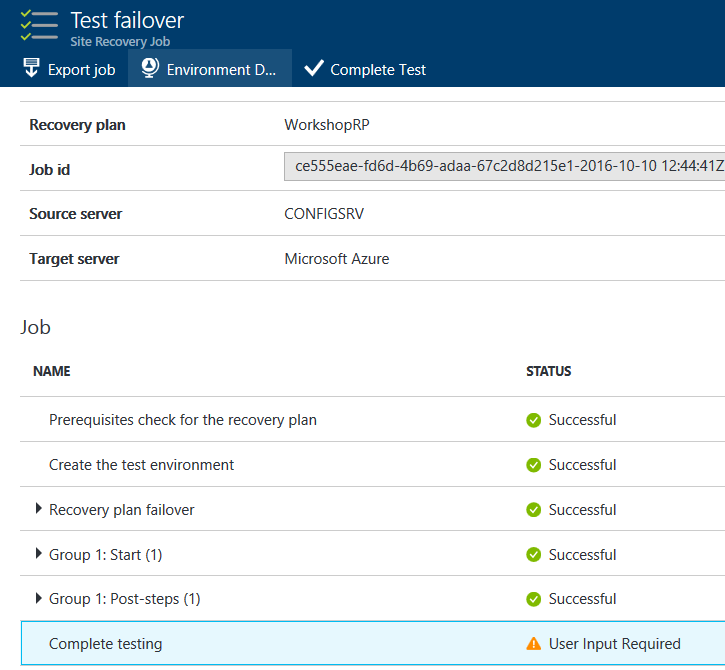 Test failover
Site Recovery Job
Export job Environment D... Complete Test
Recovery plan WorkshopRP
Job id ce555eae-fd6d-4b69-adaa-67c2d8d215e1-2016-10-10 12:44:41Z
Source server CONFIGSRV
Target server Microsoft Azure
Job
NAME STATUS
Prerequisites check for the recovery plan Successful
Create the test environment Successful
Recovery plan failover Successful
Group 1: Start (1) Successful
Group 1: Post-steps (1) Successful
Complete testing User Input Required